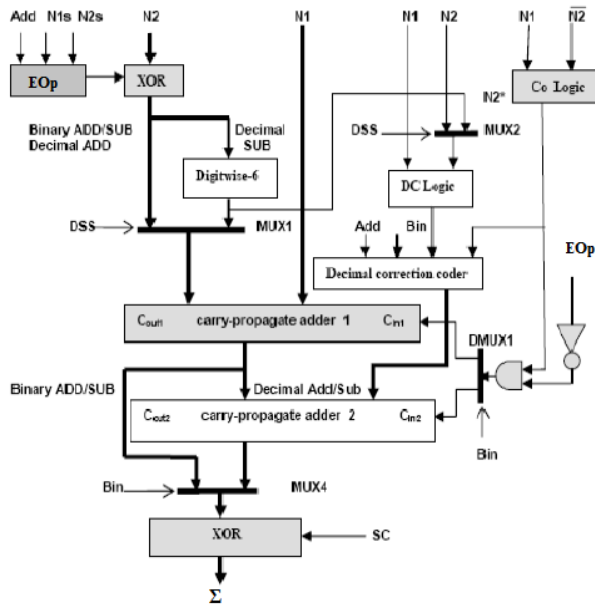 Add N1s N2s N2 N1 N1 N2 N1 N2
EOp XOR Co Logic
N2*
DSS MUX2
Binary ADD/SUB
Decimal ADD
Decimal
SUB
Digitwise-6
DC Logic
DSS MUX1
Add Bin
EOp
Decimal correction coder
Cout1 carry-propagate adder 1 Cin1
DMUX1
Binary ADD/SUB Decimal Add/Sub
Cout2 carry-propagate adder 2 Cin2
Bin
Bin MUX4
XOR SC
Σ